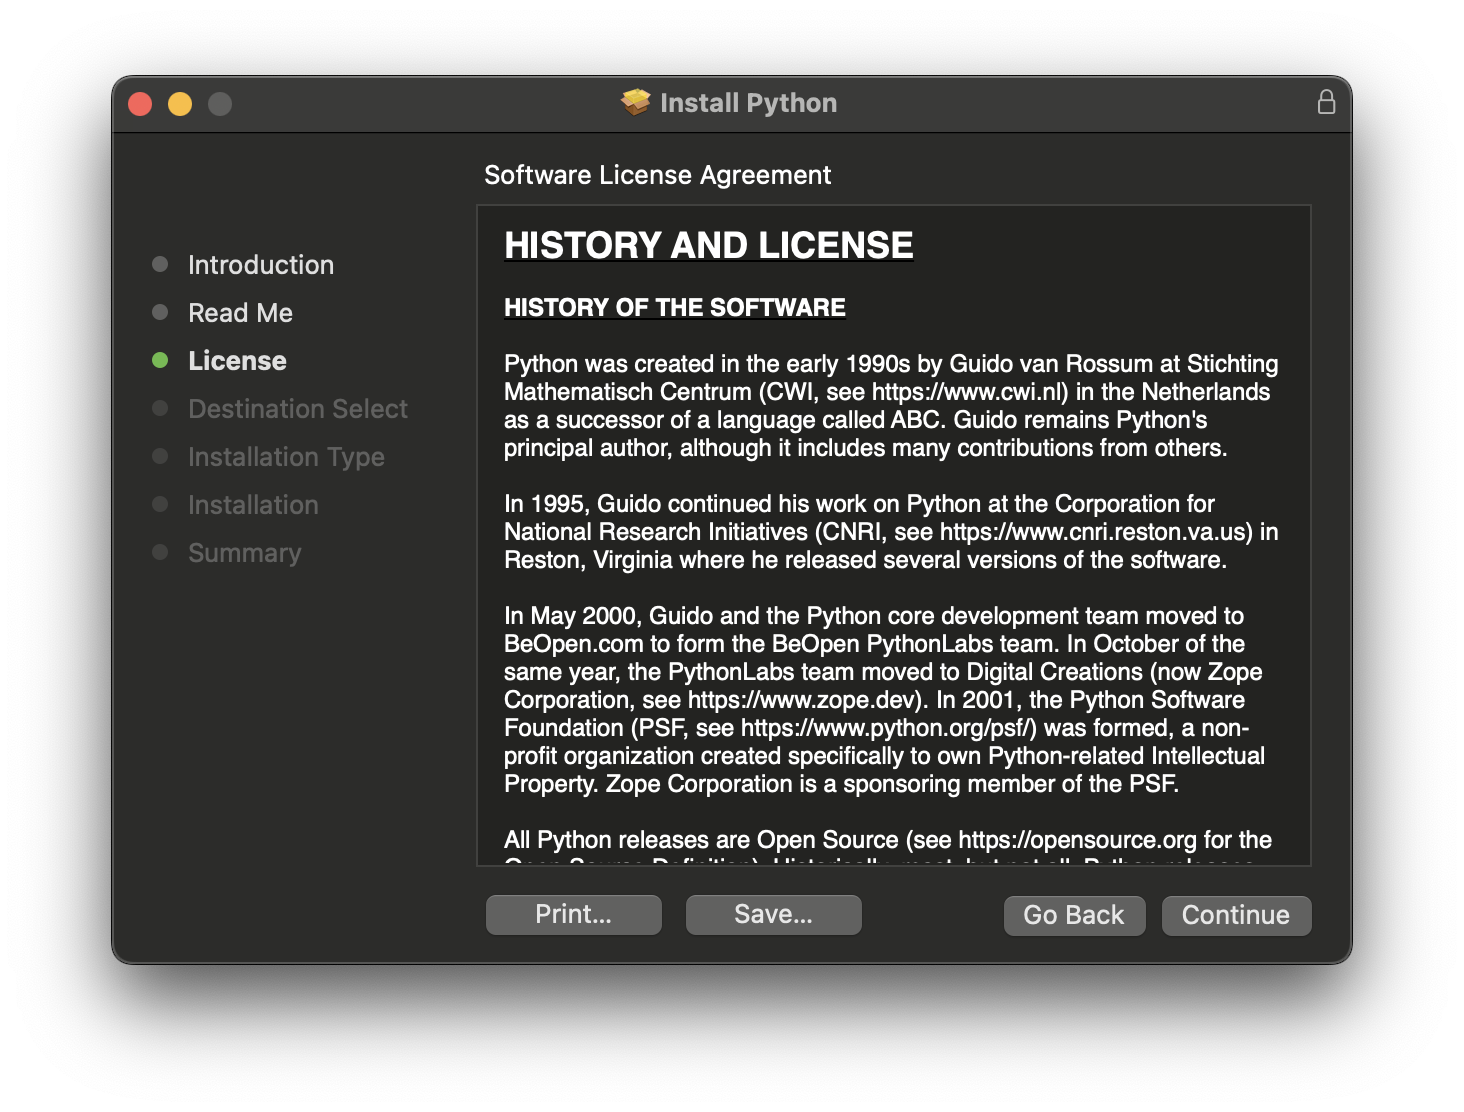 Install Python
Software License Agreement
Introduction
Read Me
License
Destination Select
Installation Type
Installation
Summary
HISTORY AND LICENSE
HISTORY OF THE SOFTWARE
Python was created in the early 1990s by Guido van Rossum at Stichting
Mathematisch Centrum (CWI, see https://www.cwi.nl) in the Netherlands
as a successor of a language called ABC. Guido remains Python's
principal author, although it includes many contributions from others.
In 1995, Guido continued his work on Python at the Corporation for
National Research Initiatives (CNRI, see https://www.cnri.reston.va.us) in
Reston, Virginia where he released several versions of the software.
In May 2000, Guido and the Python core development team moved to
BeOpen.com to form the BeOpen PythonLabs team. In October of the
same year, the PythonLabs team moved to Digital Creations (now Zope
Corporation, see https://www.zope.dev). In 2001, the Python Software
Foundation (PSF, see https://www.python.org/psf/) was formed, a non-
profit organization created specifically to own Python-related Intellectual
Property. Zope Corporation is a sponsoring member of the PSF.
All Python releases are Open Source (see https://opensource.org for the
Open Source Definition). Historically, most, but not all, Python releases
Print...
Save...
Go Back
Continue